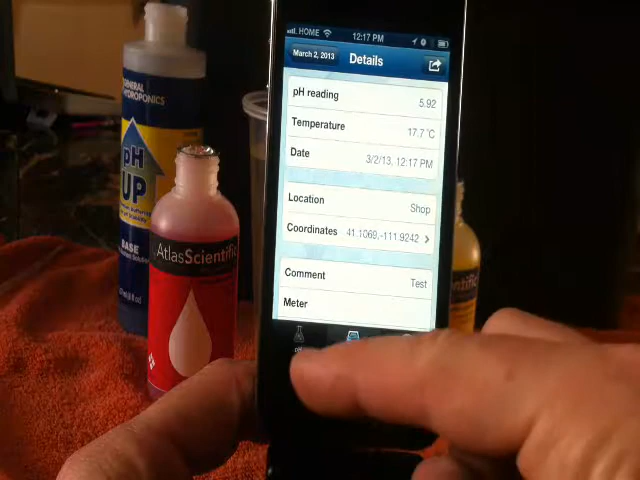 HOME 12:17 PM
March 2, 2013 Details
pH reading 5.92
Temperature 17.7°C
Date 3/2/13, 12:17 PM
Location Shop
Coordinates 41.1069,-111.9242
Comment Test
Meter
GENERAL
HYDROPONICS
pH
UP
BASE
AtlasScientific